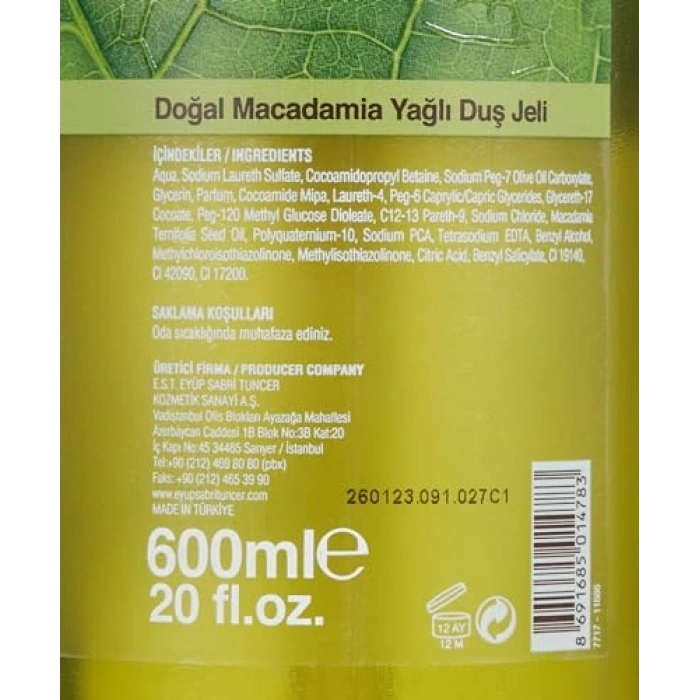 Doğal Macadamia Yağlı Duş Jeli
İÇİNDEKİLER / INGREDIENTS
Aqua, Sodium Laureth Sulfate, Cocoamidopropyl Betaine, Sodium Peg-7 Olive Oil Carboxylate,
Glycerin, Parfum, Cocoamide Mipa, Laureth-4, Peg-6 Caprylic/Capric Glycerides, Glycereth-17
Cocoate, Peg-120 Methyl Glucose Dioleate, C12-13 Pareth-9, Sodium Chloride, Macadamia
Ternifolia Seed Oil, Polyquaternium-10, Sodium PCA, Tetrasodium EDTA, Benzyl Alcohol,
Methylchloroisothiazolinone, Methylisothiazolinone, Citric Acid, Benzyl Salicylate, CI 19140,
CI 42090, CI 17200.
SAKLAMA KOŞULLARI
Oda sıcaklığında muhafaza ediniz.
ÜRETİCİ FİRMA / PRODUCER COMPANY
E.S.T. EYÜP SABRİ TUNCER
KOZMETİK SANAYİ A.Ş.
Vadistanbul Ofis Blokları Ayazağa Mahallesi
Azerbaycan Caddesi 1B Blok No:3B Kat:20
İç Kapı No:45 34485 Sarıyer / İstanbul
Tel:+90 (212) 469 80 80 (pbx)
Faks: +90 (212) 465 39 90
www.eyupsabrituncer.com
MADE IN TÜRKİYE
260123.091.027C1
600ml e
20 fl.oz.
12 AY
12 M
8 691685 014783
7717 - 11686